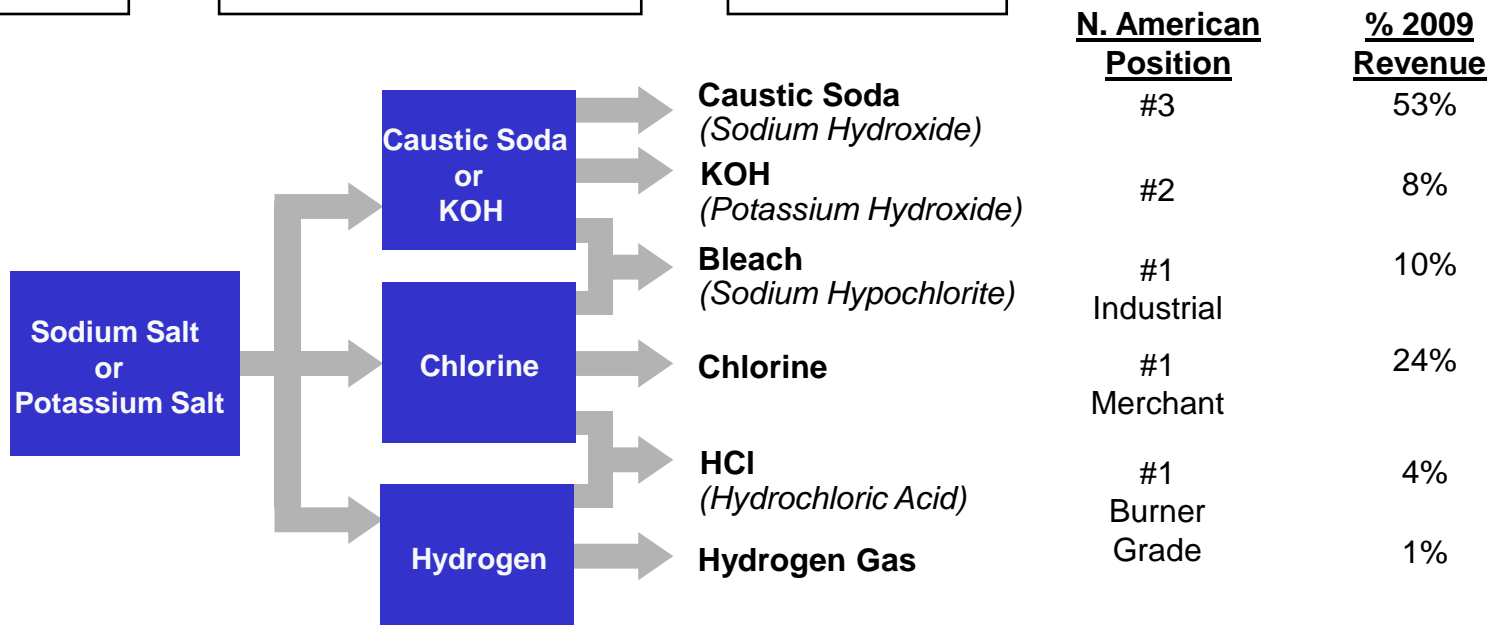 N. American
Position
% 2009
Revenue
Sodium Salt
or
Potassium Salt
Caustic Soda
or
KOH
Chlorine
Hydrogen
Caustic Soda
(Sodium Hydroxide)
#3
53%
KOH
(Potassium Hydroxide)
#2
8%
Bleach
(Sodium Hypochlorite)
#1
Industrial
10%
Chlorine
#1
Merchant
24%
HCl
(Hydrochloric Acid)
#1
Burner
Grade
4%
Hydrogen Gas
1%